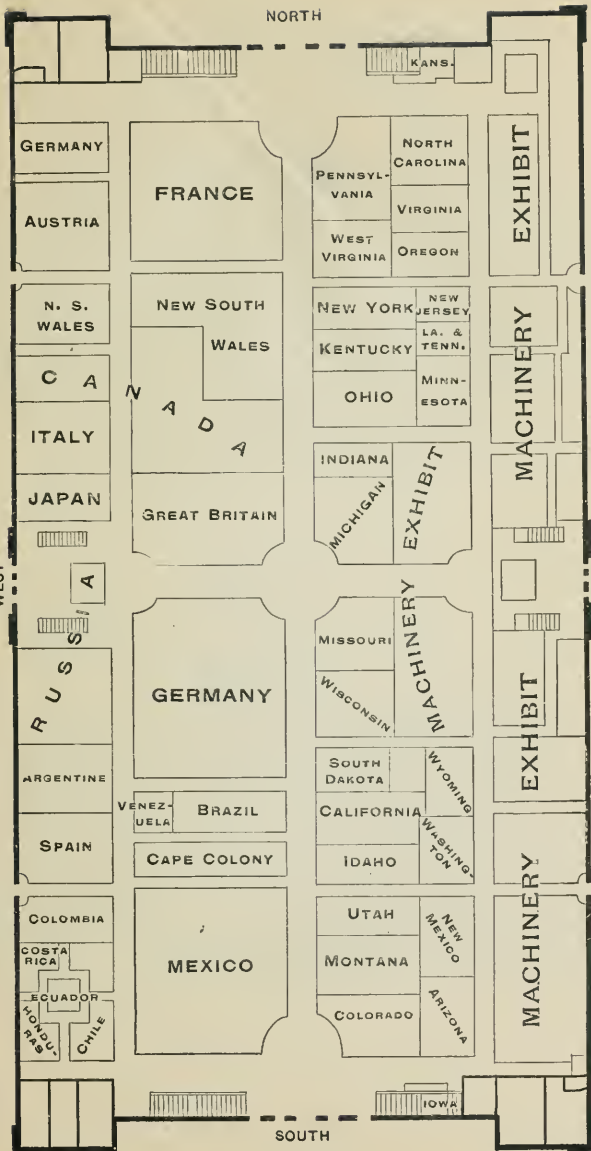 NORTH
KANS.
GERMANY
AUSTRIA
FRANCE
PENNSYL-
VANIA
NORTH
CAROLINA
VIRGINIA
WEST
VIRGINIA
OREGON
EXHIBIT
N. S.
WALES
NEW SOUTH
WALES
NEW YORK
NEW
JERSEY
KENTUCKY
LA. &
TENN.
OHIO
MINN-
ESOTA
MACHINERY
CANADA
ITALY
JAPAN
GREAT BRITAIN
INDIANA
MICHIGAN
EXHIBIT
WEST
RUSSIA
GERMANY
MISSOURI
WISCONSIN
MACHINERY
EXHIBIT
ARGENTINE
SPAIN
VENEZ-
UELA
BRAZIL
CAPE COLONY
SOUTH
DAKOTA
WYOMING
CALIFORNIA
WASHING-
TON
IDAHO
MACHINERY
COLOMBIA
COSTA
RICA
ECUADOR
HONDU-
RAS
CHILE
MEXICO
UTAH
NEW
MEXICO
MONTANA
COLORADO
ARIZONA
IOWA
SOUTH